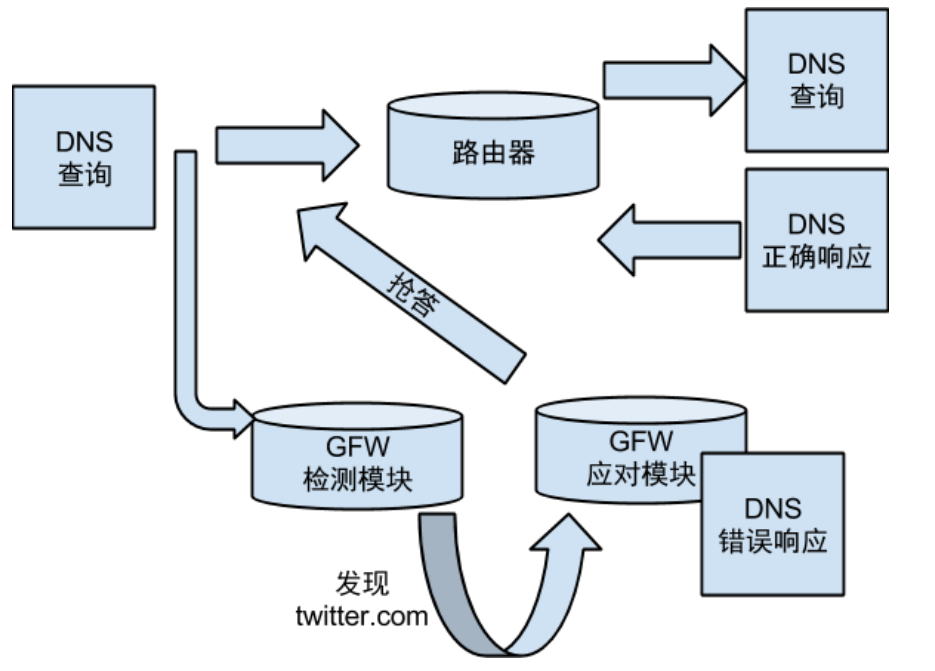 DNS
查询
路由器
DNS
查询
DNS
正确响应
抢答
GFW
检测模块
GFW
应对模块
DNS
错误响应
发现
twitter.com